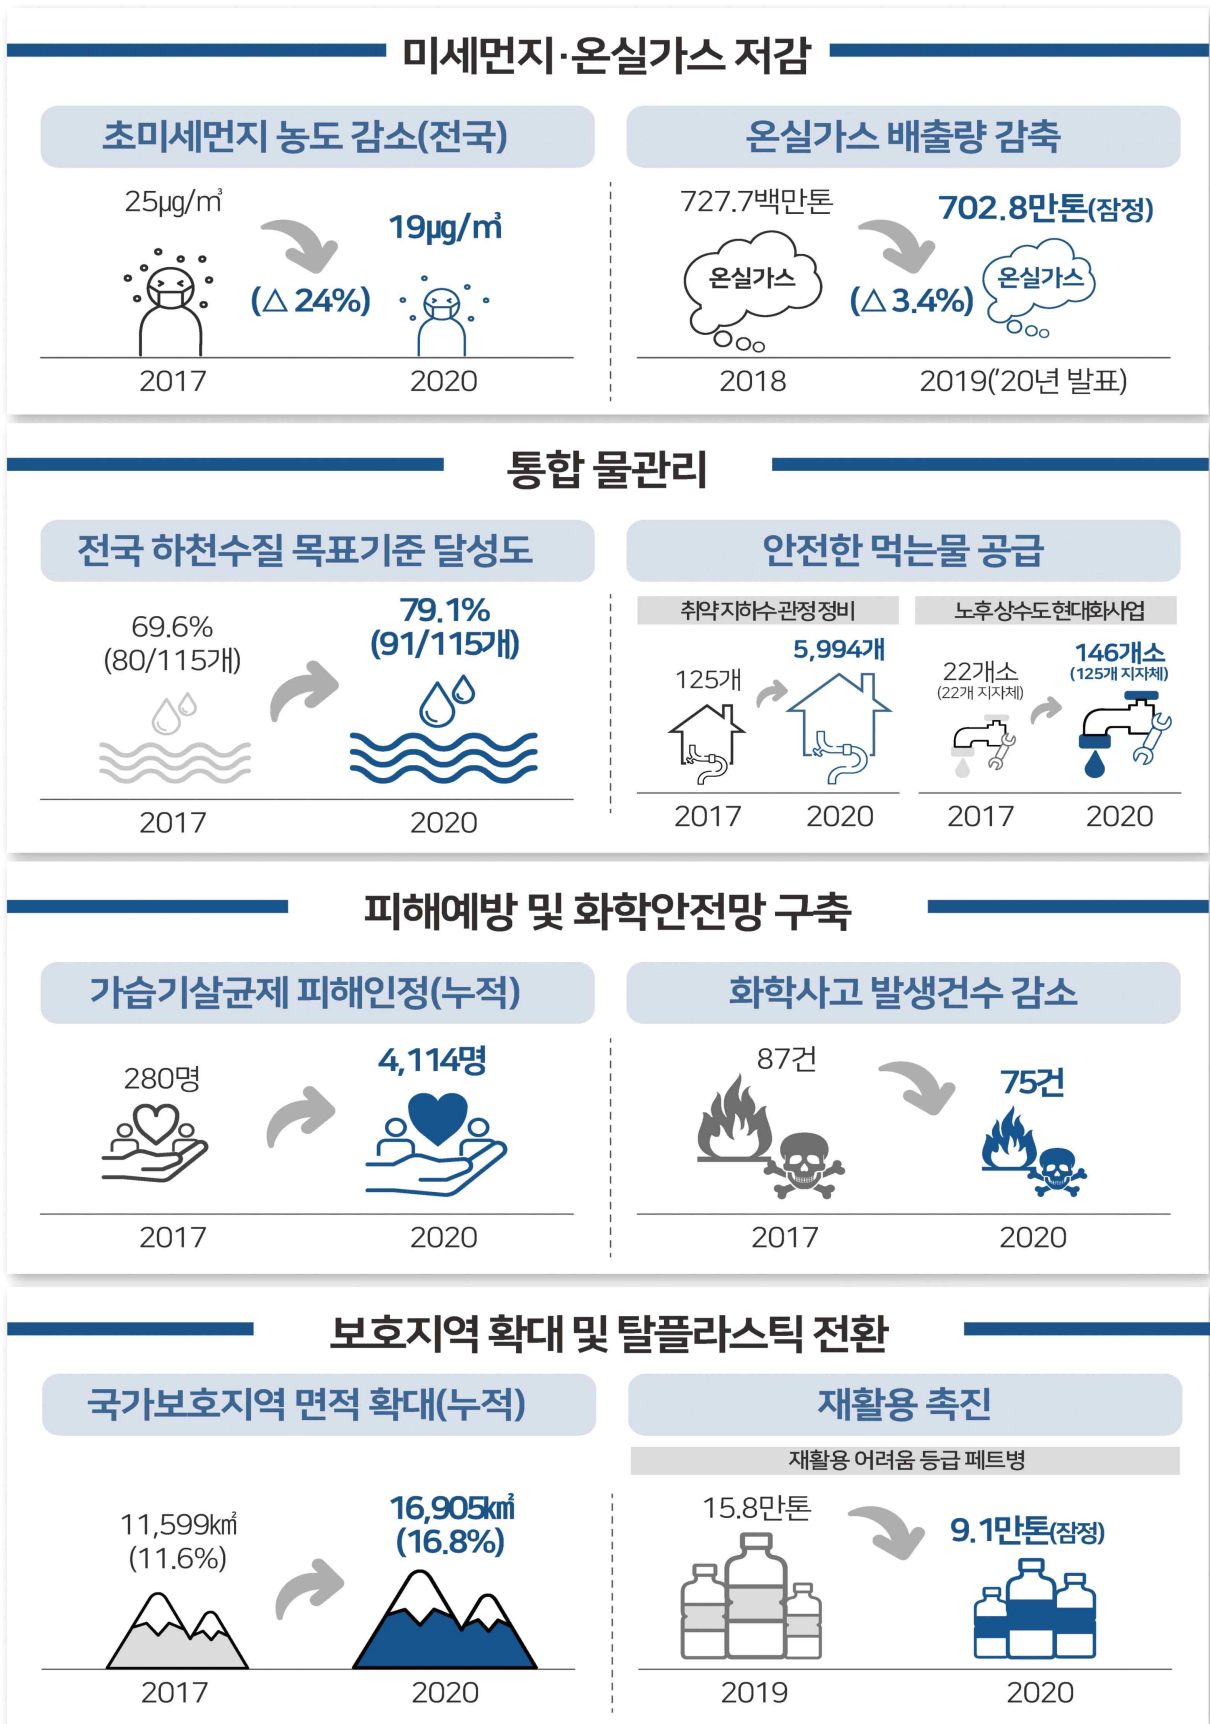 미세먼지·온실가스 저감
초미세먼지 농도 감소(전국)
25㎍/㎥
19㎍/㎥
(△ 24%)
2017
2020
온실가스 배출량 감축
727.7백만톤
702.8만톤(잠정)
온실가스
온실가스
(△ 3.4%)
2018
2019('20년 발표)
통합 물관리
전국 하천수질 목표기준 달성도
69.6%
(80/115개)
79.1%
(91/115개)
2017
2020
안전한 먹는물 공급
취약 지하수 관정 정비
125개
5,994개
2017
2020
노후 상수도 현대화사업
22개소
(22개 지자체)
146개소
(125개 지자체)
2017
2020
피해예방 및 화학안전망 구축
가습기살균제 피해인정(누적)
280명
4,114명
2017
2020
화학사고 발생건수 감소
87건
75건
2017
2020
보호지역 확대 및 탈플라스틱 전환
국가보호지역 면적 확대(누적)
11,599㎢
(11.6%)
16,905㎢
(16.8%)
2017
2020
재활용 촉진
재활용 어려움 등급 페트병
15.8만톤
9.1만톤(잠정)
2019
2020